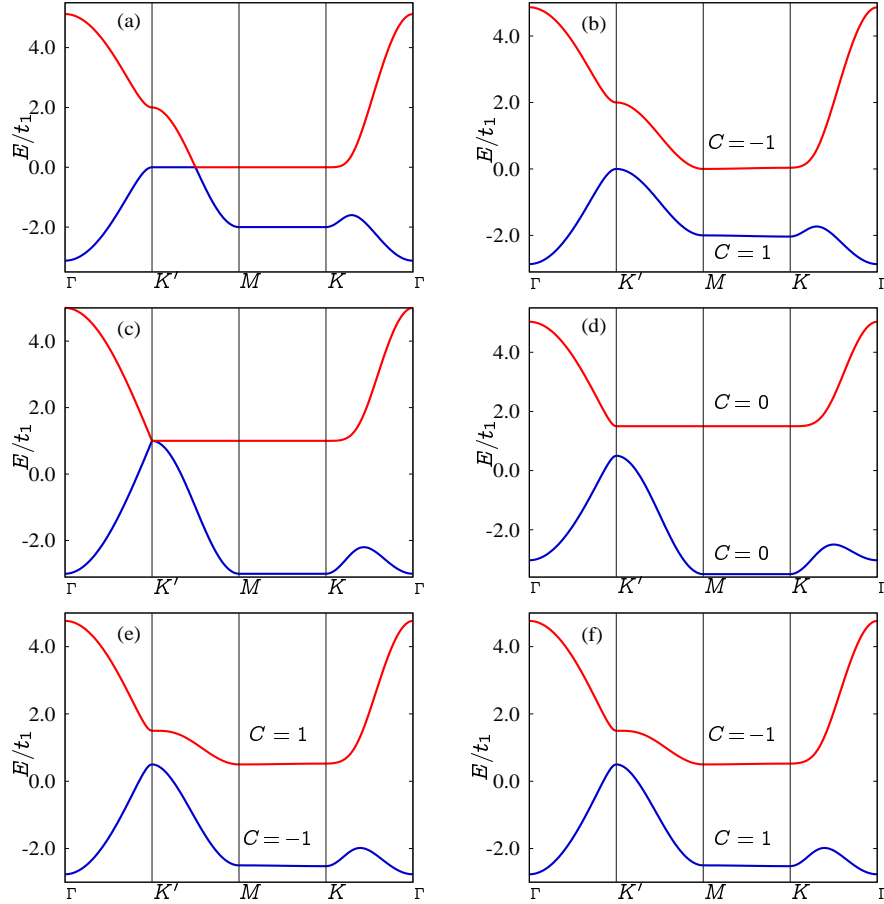 (a)
4.0
2.0
0.0
-2.0
E/t₁
Γ K′ M K Γ
(b)
4.0
2.0
0.0
-2.0
E/t₁
C = −1
C = 1
Γ K′ M K Γ
(c)
4.0
2.0
0.0
-2.0
E/t₁
Γ K′ M K Γ
(d)
4.0
2.0
0.0
-2.0
E/t₁
C = 0
C = 0
Γ K′ M K Γ
(e)
4.0
2.0
0.0
-2.0
E/t₁
C = 1
C = −1
Γ K′ M K Γ
(f)
4.0
2.0
0.0
-2.0
E/t₁
C = −1
C = 1
Γ K′ M K Γ